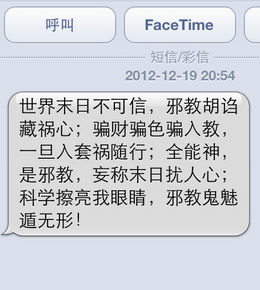 呼叫
FaceTime
短信/彩信
2012-12-19 20:54
世界末日不可信，邪教胡诌
藏祸心；骗财骗色骗入教，
一旦入套祸随行；全能神，
是邪教，妄称末日扰人心；
科学擦亮我眼睛，邪教鬼魅
遁无形！